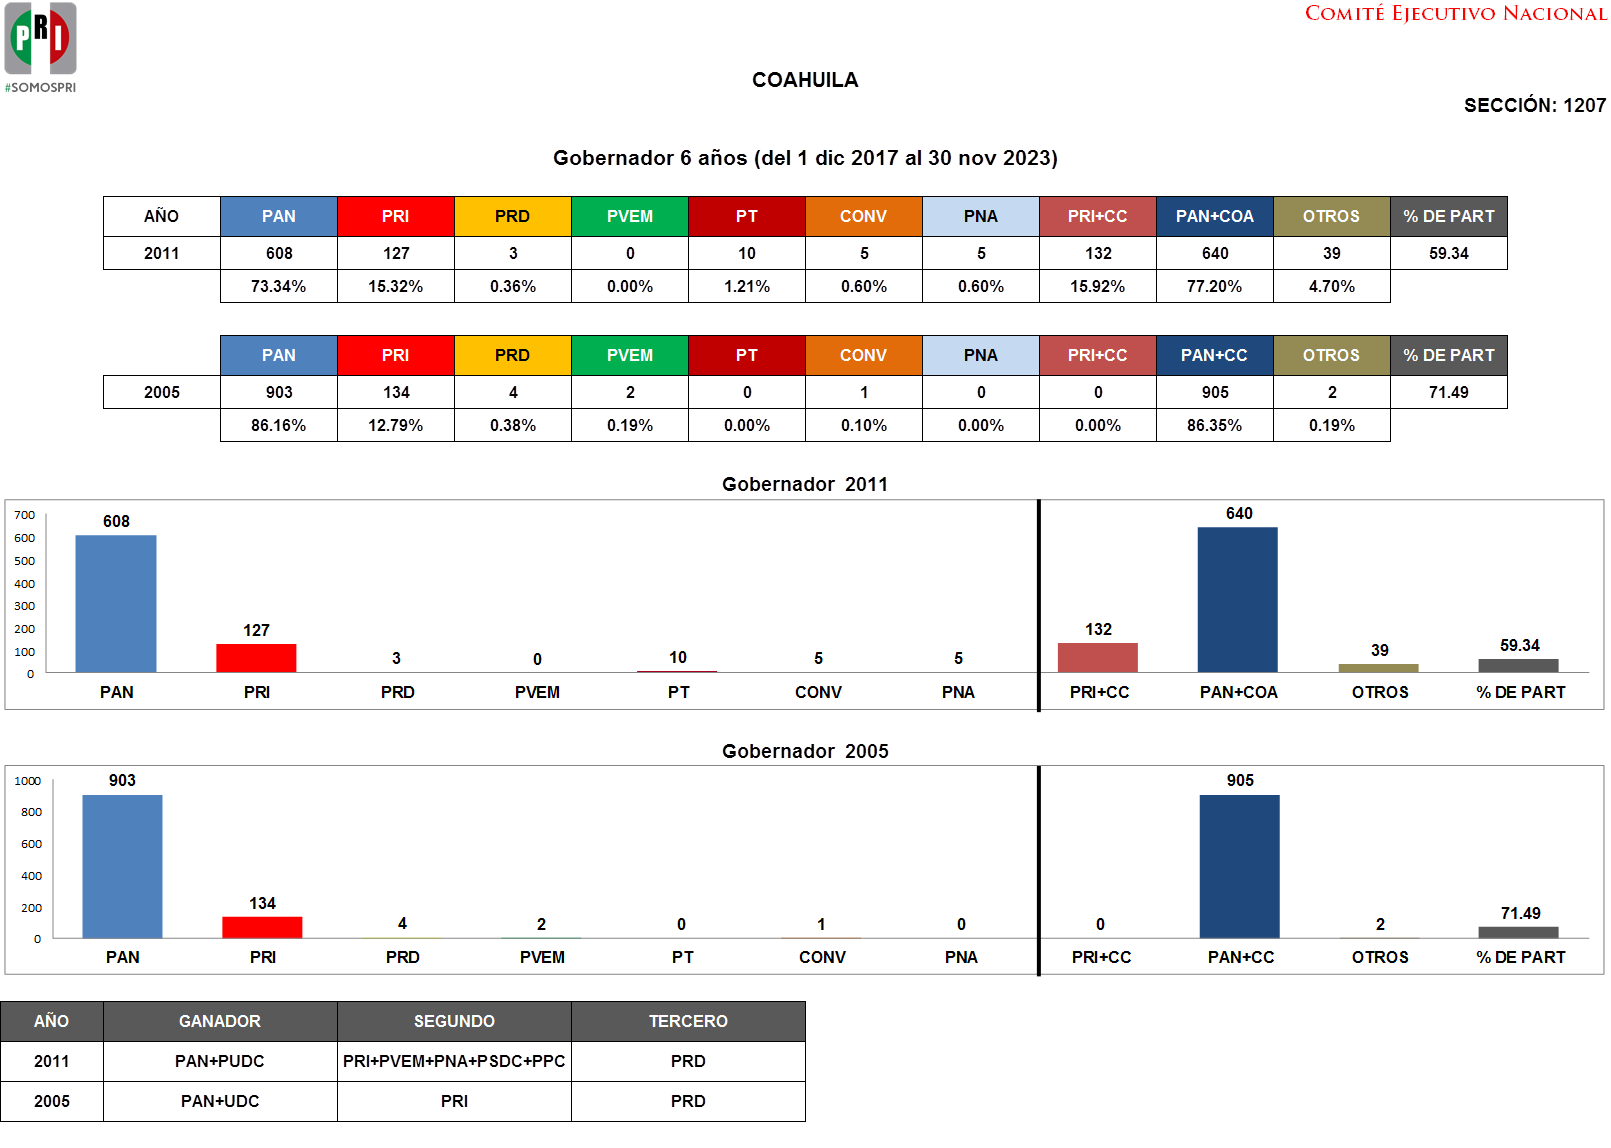 PRI
#SOMOSPRI
COMITÉ EJECUTIVO NACIONAL
COAHUILA
SECCIÓN: 1207
Gobernador 6 años (del 1 dic 2017 al 30 nov 2023)
AÑO PAN PRI PRD PVEM PT CONV PNA PRI+CC PAN+COA OTROS % DE PART
2011 608 127 3 0 10 5 5 132 640 39 59.34
73.34% 15.32% 0.36% 0.00% 1.21% 0.60% 0.60% 15.92% 77.20% 4.70%
PAN PRI PRD PVEM PT CONV PNA PRI+CC PAN+CC OTROS % DE PART
2005 903 134 4 2 0 1 0 0 905 2 71.49
86.16% 12.79% 0.38% 0.19% 0.00% 0.10% 0.00% 0.00% 86.35% 0.19%
Gobernador 2011
700
600
500
400
300
200
100
0
608 127 3 0 10 5 5 132 640 39 59.34
PAN PRI PRD PVEM PT CONV PNA PRI+CC PAN+COA OTROS % DE PART
Gobernador 2005
1000
800
600
400
200
0
903 134 4 2 0 1 0 0 905 2 71.49
PAN PRI PRD PVEM PT CONV PNA PRI+CC PAN+CC OTROS % DE PART
AÑO GANADOR SEGUNDO TERCERO
2011 PAN+PUDC PRI+PVEM+PNA+PSDC+PPC PRD
2005 PAN+UDC PRI PRD